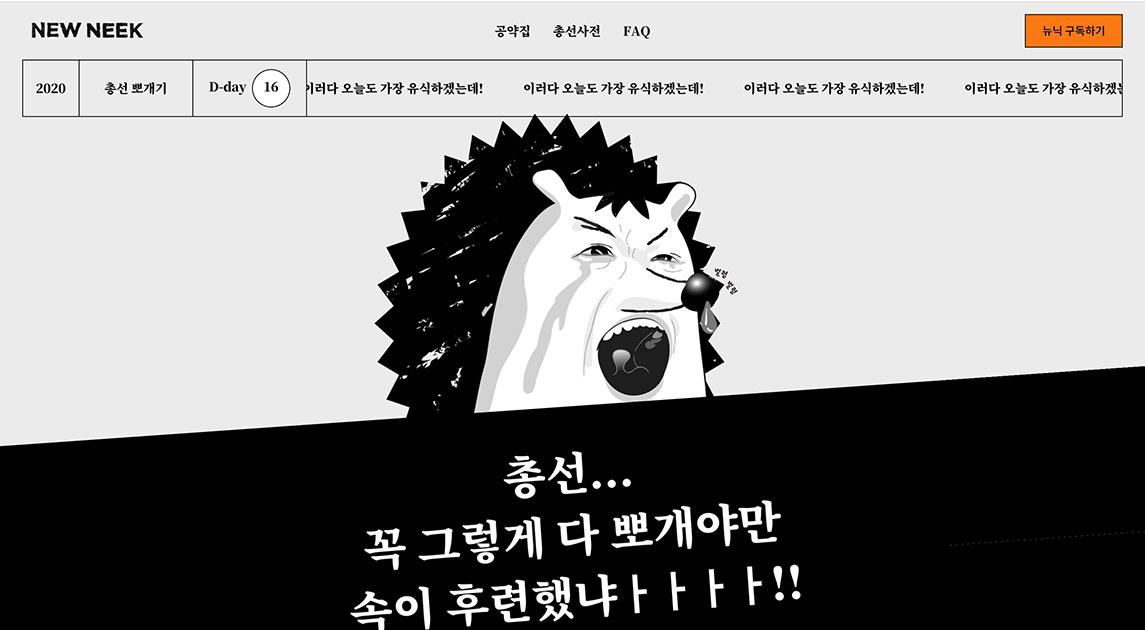 NEW NEEK
공약집 총선사전 FAQ
뉴닉 구독하기
2020 총선 뽀개기 D-day 16 이러다 오늘도 가장 유식하겠는데! 이러다 오늘도 가장 유식하겠는데! 이러다 오늘도 가장 유식하겠는데! 이러다 오늘도 가장 유식하겠
벌렁
벌렁
총선...
꼭 그렇게 다 뽀개야만
속이 후련했냐ㅏㅏㅏㅏ!!